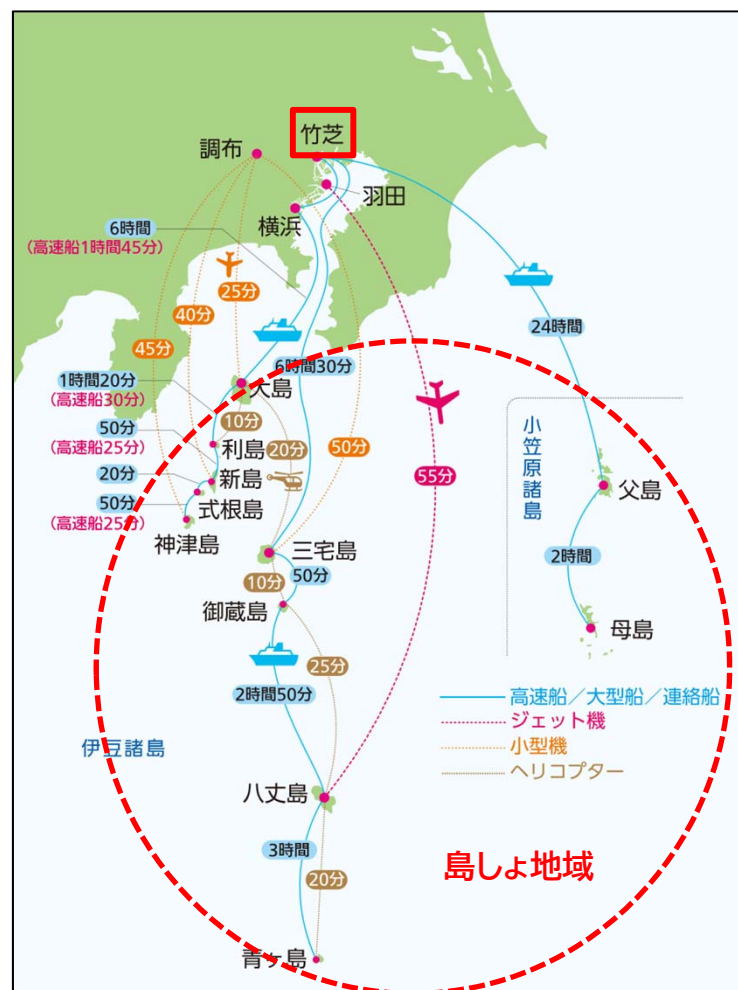 竹芝
調布
羽田
横浜
6時間
(高速船1時間45分)
25分
40分
45分
24時間
6時間30分
1時間20分
(高速船30分)
大島
10分
50分
(高速船25分)
利島
20分
50分
55分
小笠原諸島
20分
新島
父島
50分
(高速船25分)
式根島
神津島
三宅島
10分
50分
2時間
御蔵島
母島
25分
2時間50分
高速船/大型船/連絡船
ジェット機
小型機
ヘリコプター
伊豆諸島
八丈島
3時間
20分
島しょ地域
青ヶ島